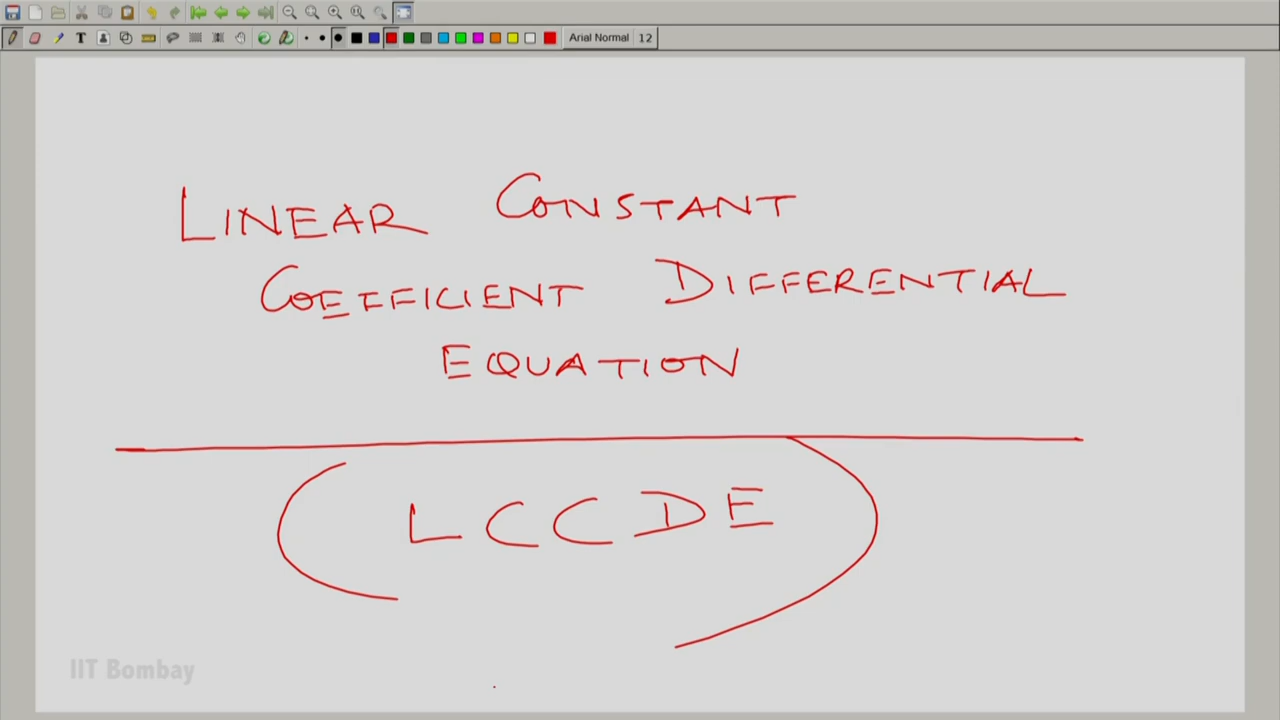 Arial Normal 12
LINEAR CONSTANT
COEFFICIENT DIFFERENTIAL
EQUATION
( LCCDE )
IIT Bombay